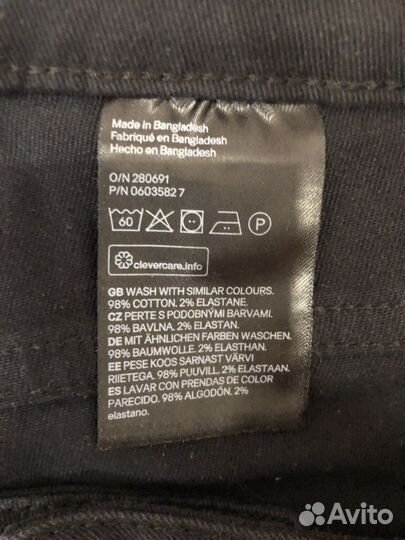 Made in Bangladesh
Fabriqué en Bangladesh
Hecho en Bangladesh
O/N 280691
P/N 0603582 7
60 P
clevercare.info
GB WASH WITH SIMILAR COLOURS.
98% COTTON. 2% ELASTANE.
CZ PERTE S PODOBNÝMI BARVAMI.
98% BAVLNA. 2% ELASTAN.
DE MIT ÄHNLICHEN FARBEN WASCHEN.
98% BAUMWOLLE. 2% ELASTHAN.
EE PESE KOOS SARNAST VÄRVI
RIIETEGA. 98% PUUVILL. 2% ELASTAAN.
ES LAVAR CON PRENDAS DE COLOR
PARECIDO. 98% ALGODÓN. 2%
elastano.
Avito